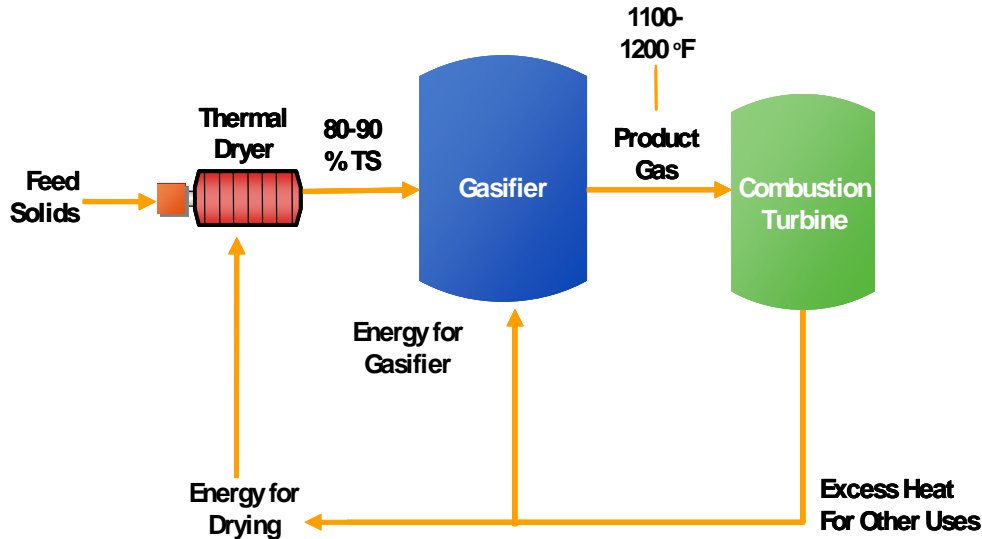 1100-
1200 °F
Thermal
Dryer
80-90
% TS
Product
Gas
Feed
Solids
Gasifier
Combustion
Turbine
Energy for
Gasifier
Energy for
Drying
Excess Heat
For Other Uses